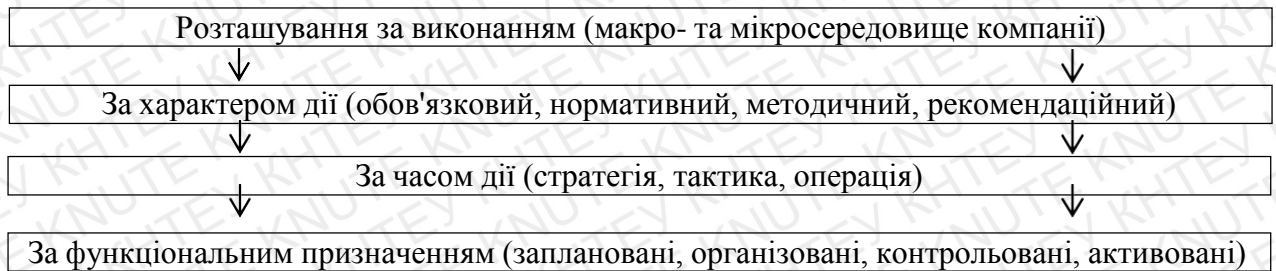 Розташування за виконанням (макро- та мікросередовище компанії)
За характером дії (обов'язковий, нормативний, методичний, рекомендаційний)
За часом дії (стратегія, тактика, операція)
За функціональним призначенням (заплановані, організовані, контрольовані, активовані)